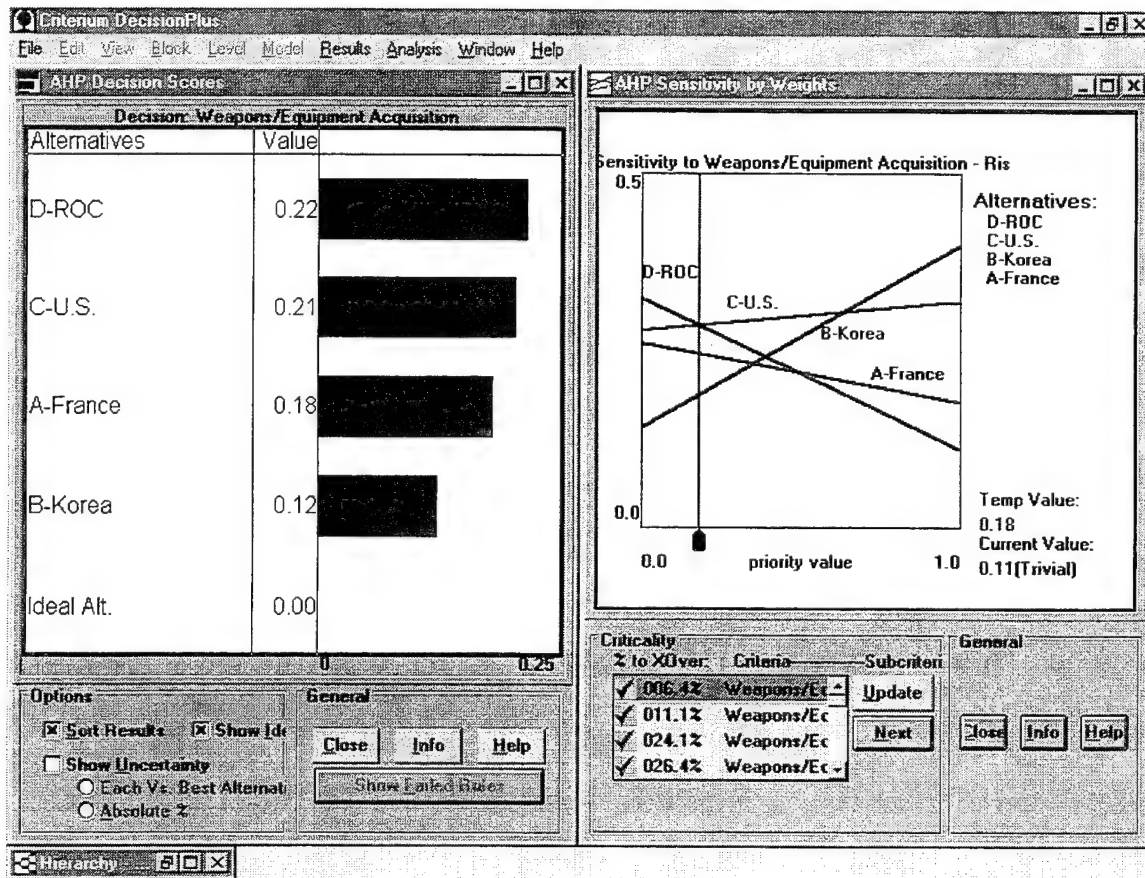 Criterium DecisionPlus
File Edit View Block Level Model Results Analysis Window Help
AHP Decision Scores
Decision: Weapons/Equipment Acquisition
Alternatives Value
D-ROC 0.22
C-U.S. 0.21
A-France 0.18
B-Korea 0.12
Ideal Alt. 0.00
0 0.25
Options
Sort Results Show Ide
Show Uncertainty
Each Vs. Best Alternati
Absolute %
General
Close Info Help
Show Failed Rules
AHP Sensitivity by Weights
Sensitivity to Weapons/Equipment Acquisition - Ris
0.5
D-ROC
C-U.S.
B-Korea
A-France
0.0
0.0 priority value 1.0
Alternatives:
D-ROC
C-U.S.
B-Korea
A-France
Temp Value:
0.18
Current Value:
0.11(Trivial)
Criticality
% to XOver: Criteria Subcriteri
006.4% Weapons/Ec
011.1% Weapons/Ec
024.1% Weapons/Ec
026.4% Weapons/Ec
Update
Next
General
Close Info Help
Hierarchy